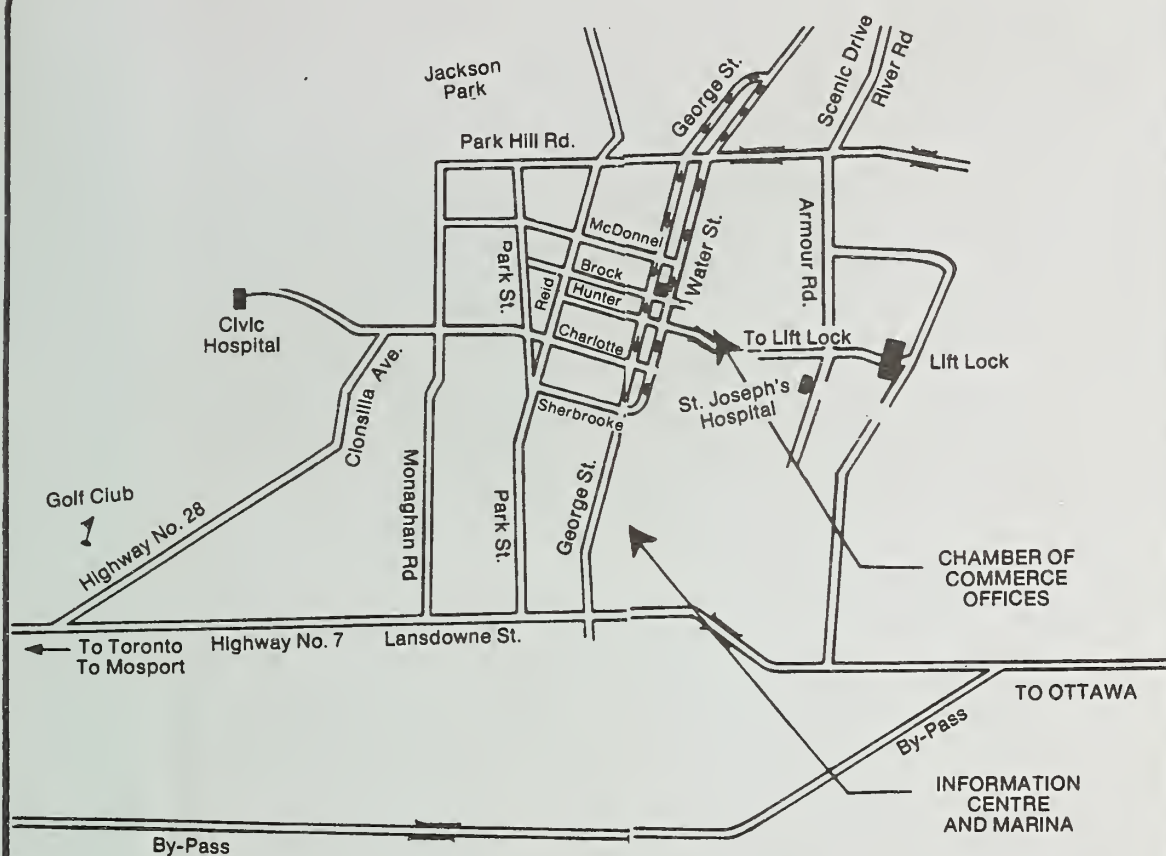 Jackson
Park
George St.
Scenic Drive
River Rd
Park Hill Rd.
McDonnel
Brock
Hunter
Reid
Park St.
Water St.
Armour Rd.
Charlotte
Civic
Hospital
To Lift Lock
Lift Lock
St. Joseph's
Hospital
Clonsilla Ave.
Sherbrooke
Golf Club
Highway No. 28
Monaghan Rd
Park St.
George St.
CHAMBER OF
COMMERCE
OFFICES
Highway No. 7
Lansdowne St.
To Toronto
To Mosport
TO OTTAWA
By-Pass
INFORMATION
CENTRE
AND MARINA
By-Pass